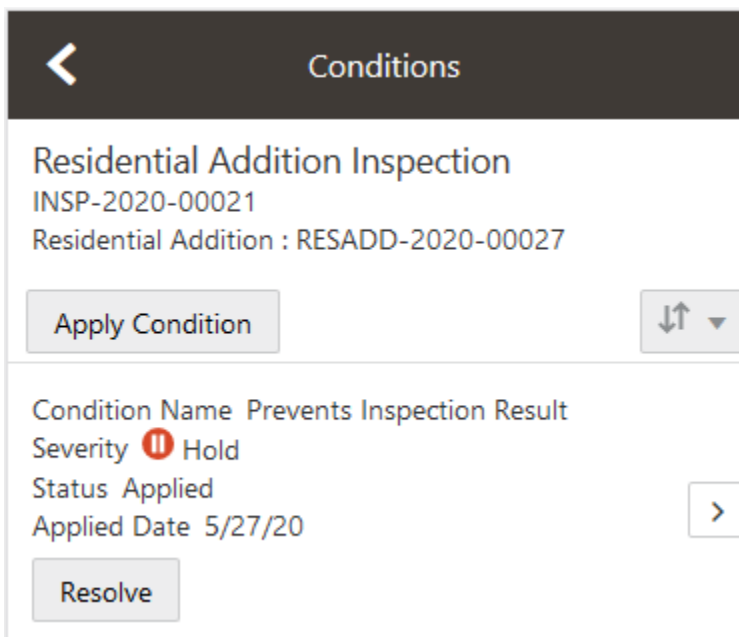 Conditions
Residential Addition Inspection
INSP-2020-00021
Residential Addition : RESADD-2020-00027
Apply Condition
Condition Name Prevents Inspection Result
Severity Hold
Status Applied
Applied Date 5/27/20
Resolve